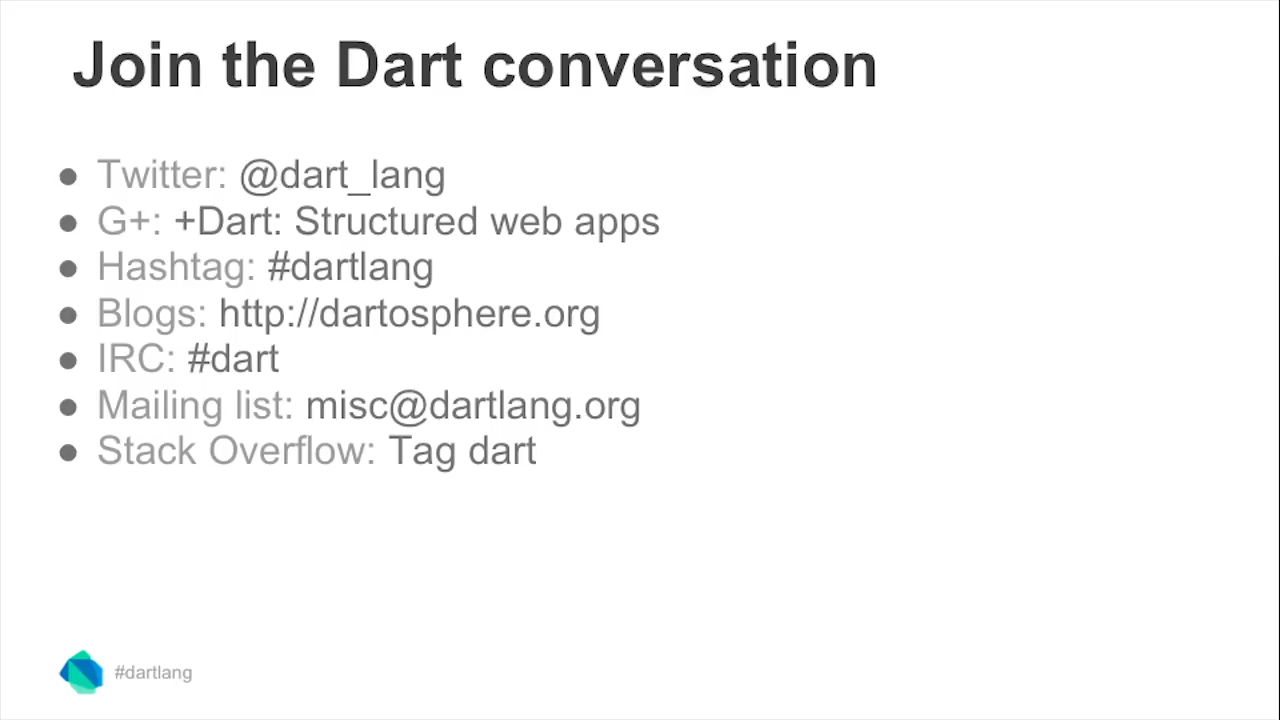 Join the Dart conversation
● Twitter: @dart_lang
● G+: +Dart: Structured web apps
● Hashtag: #dartlang
● Blogs: http://dartosphere.org
● IRC: #dart
● Mailing list: misc@dartlang.org
● Stack Overflow: Tag dart
#dartlang